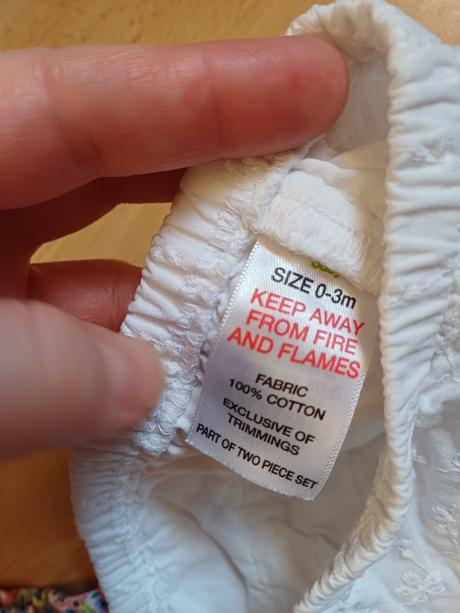 SIZE 0-3m
KEEP AWAY
FROM FIRE
AND FLAMES
FABRIC
100% COTTON
EXCLUSIVE OF
TRIMMINGS
PART OF TWO PIECE SET